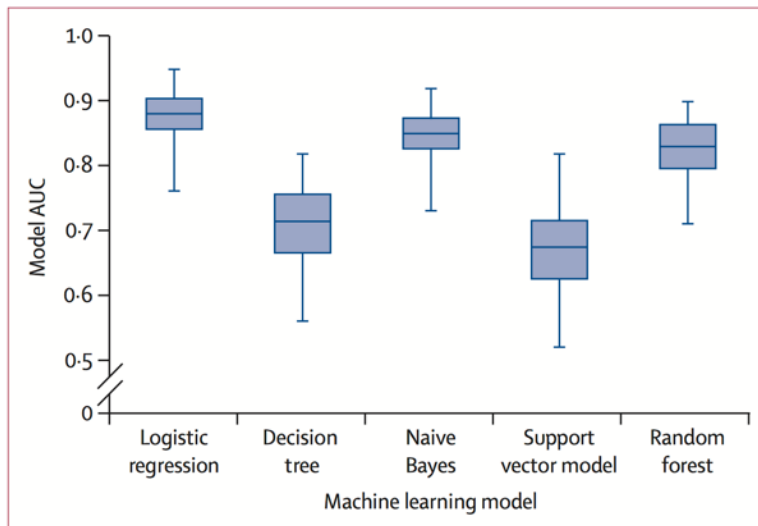 1·0
0·9
0·8
0·7
0·6
0·5
0
Model AUC
Logistic
regression
Decision
tree
Naive
Bayes
Support
vector model
Random
forest
Machine learning model